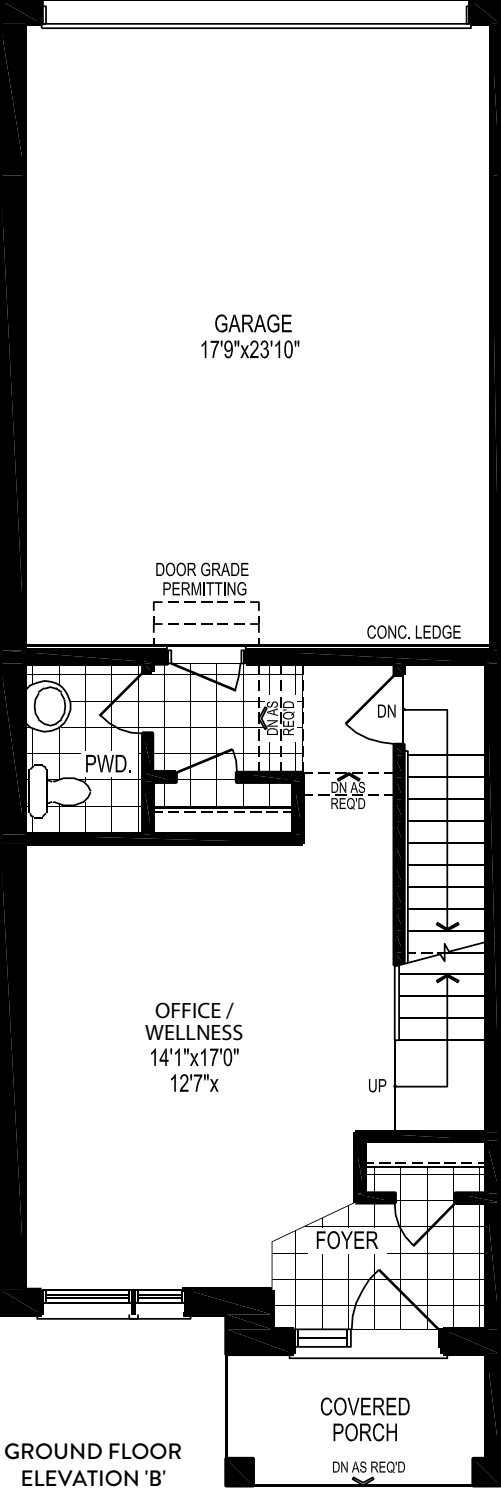 GARAGE
17'9"x23'10"
DOOR GRADE
PERMITTING
CONC. LEDGE
DN AS
REQ'D
DN
PWD.
DN AS
REQ'D
OFFICE /
WELLNESS
14'1"x17'0"
12'7"x
UP
FOYER
COVERED
PORCH
GROUND FLOOR
ELEVATION 'B'
DN AS REQ'D